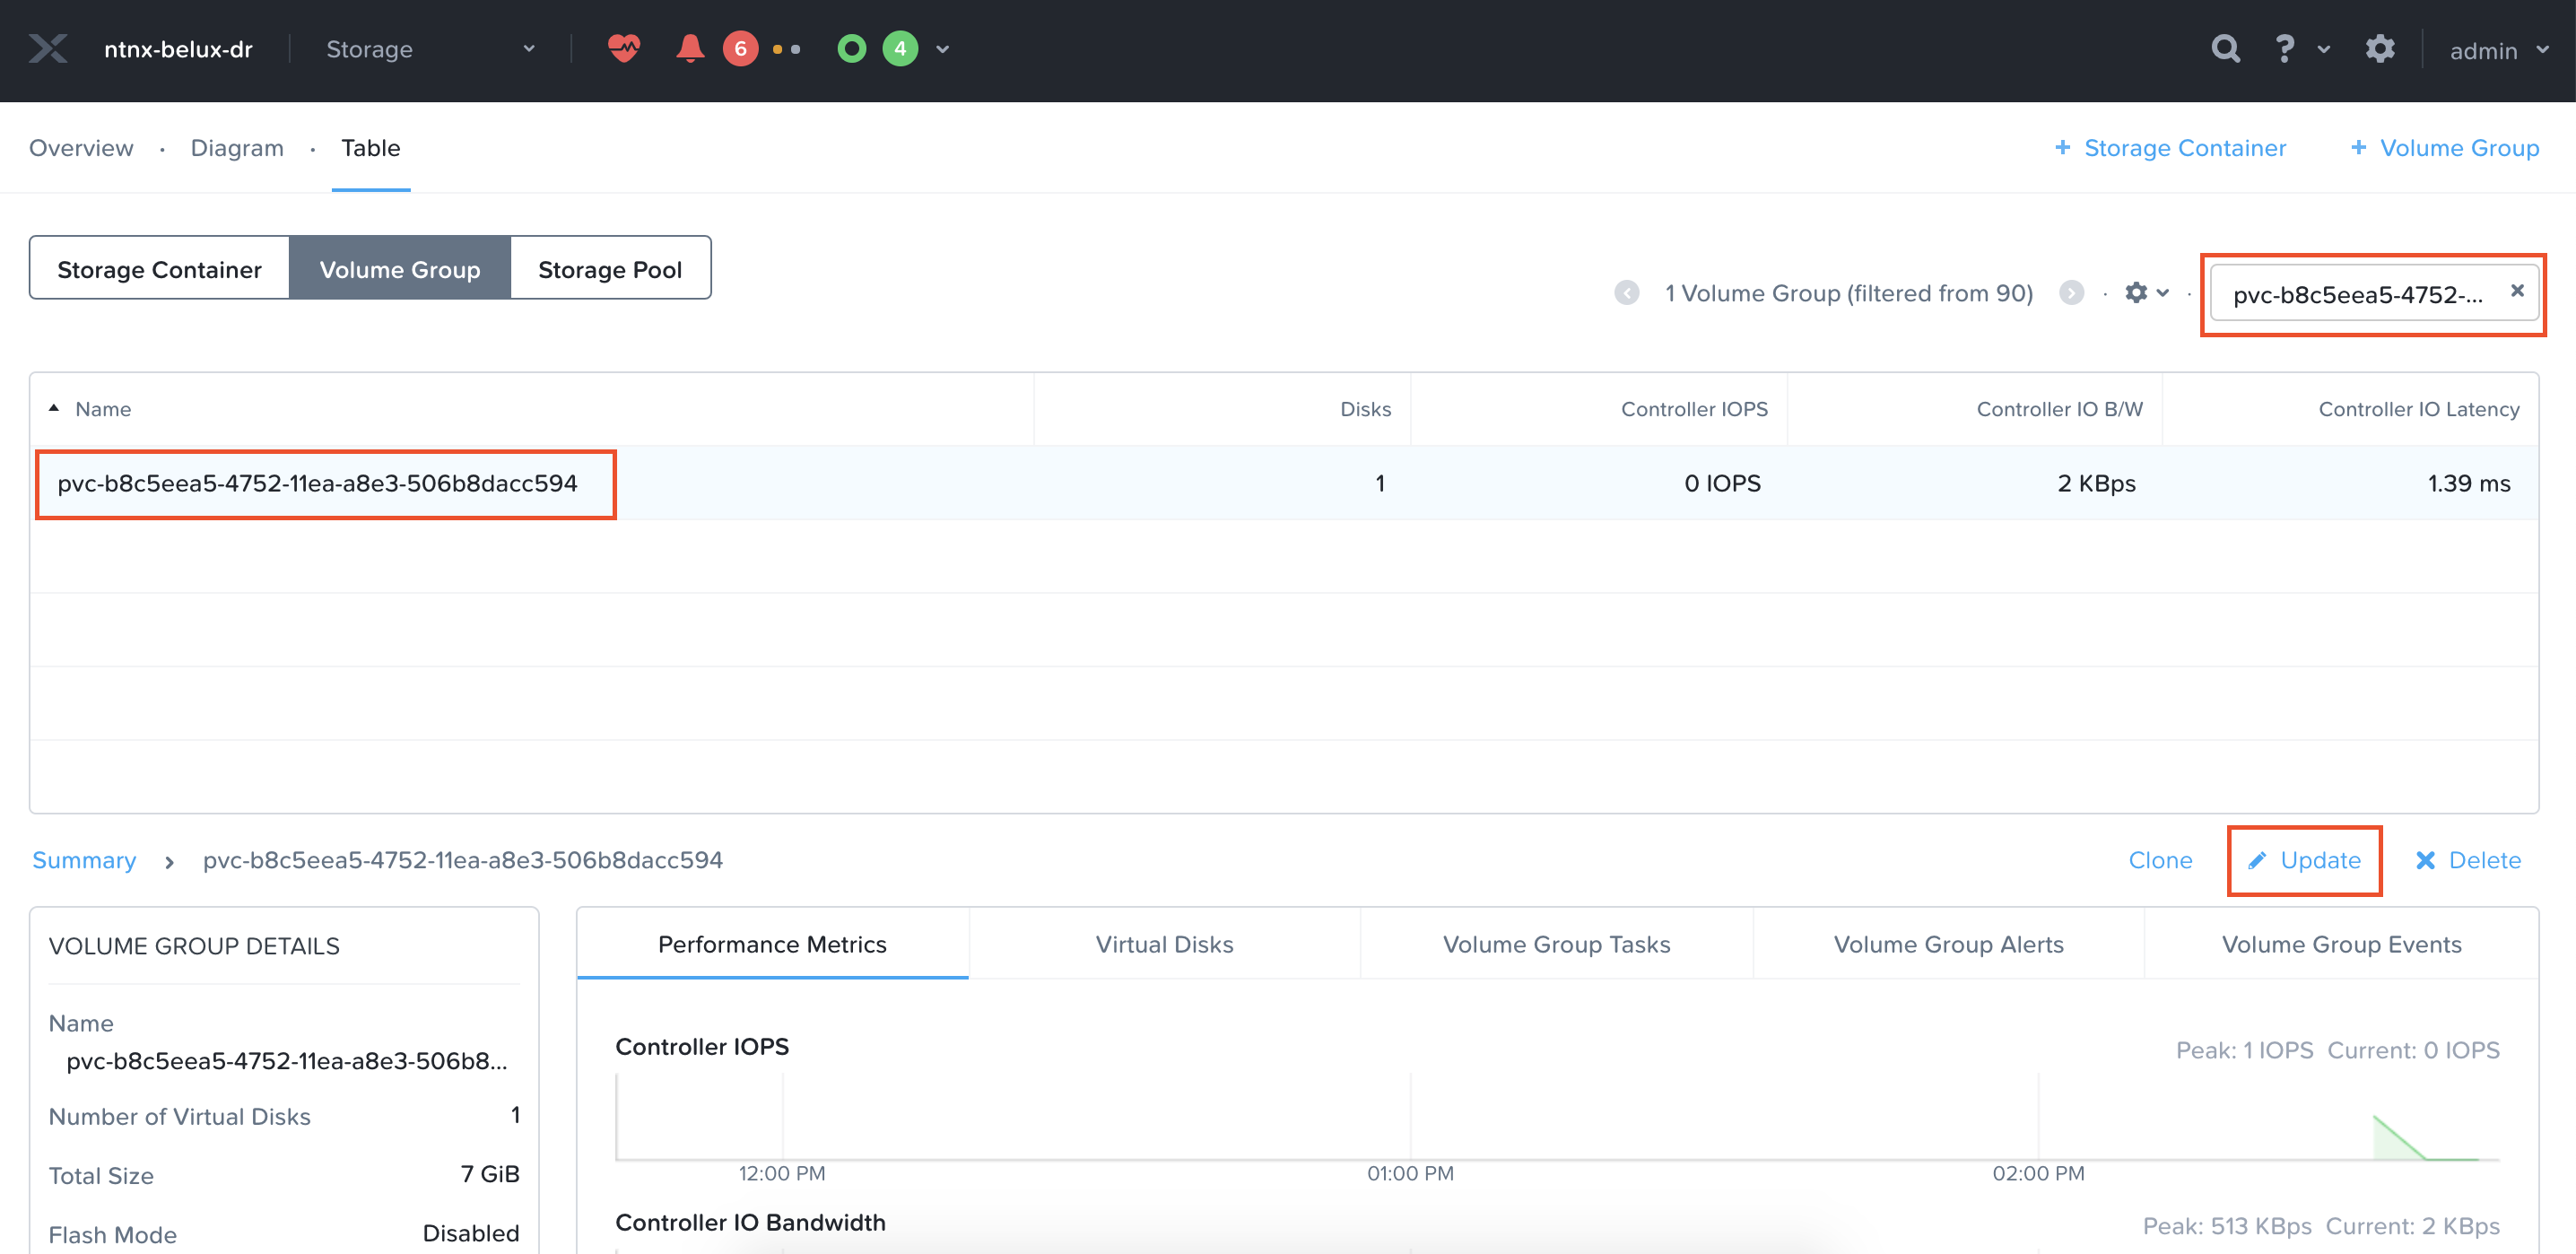 ntnx-belux-dr Storage 6 4 ? admin
Overview · Diagram · Table + Storage Container + Volume Group
Storage Container Volume Group Storage Pool
1 Volume Group (filtered from 90) · · pvc-b8c5eea5-4752-... ×
Name Disks Controller IOPS Controller IO B/W Controller IO Latency
pvc-b8c5eea5-4752-11ea-a8e3-506b8dacc594 1 0 IOPS 2 KBps 1.39 ms
Summary > pvc-b8c5eea5-4752-11ea-a8e3-506b8dacc594 Clone Update Delete
VOLUME GROUP DETAILS
Name
pvc-b8c5eea5-4752-11ea-a8e3-506b8...
Number of Virtual Disks 1
Total Size 7 GiB
Flash Mode Disabled
Performance Metrics Virtual Disks Volume Group Tasks Volume Group Alerts Volume Group Events
Controller IOPS Peak: 1 IOPS Current: 0 IOPS
12:00 PM 01:00 PM 02:00 PM
Controller IO Bandwidth Peak: 513 KBps Current: 2 KBps